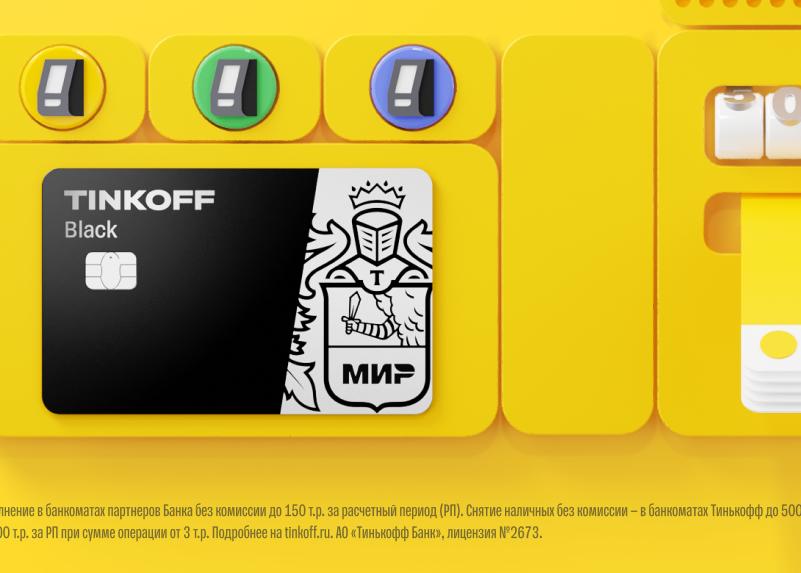 3 0
TINKOFF
Black
T
МИР
лнение в банкоматах партнеров Банка без комиссии до 150 т.р. за расчетный период (РП). Снятие наличных без комиссии – в банкоматах Тинькофф до 500
00 т.р. за РП при сумме операции от 3 т.р. Подробнее на tinkoff.ru. АО «Тинькофф Банк», лицензия №2673.